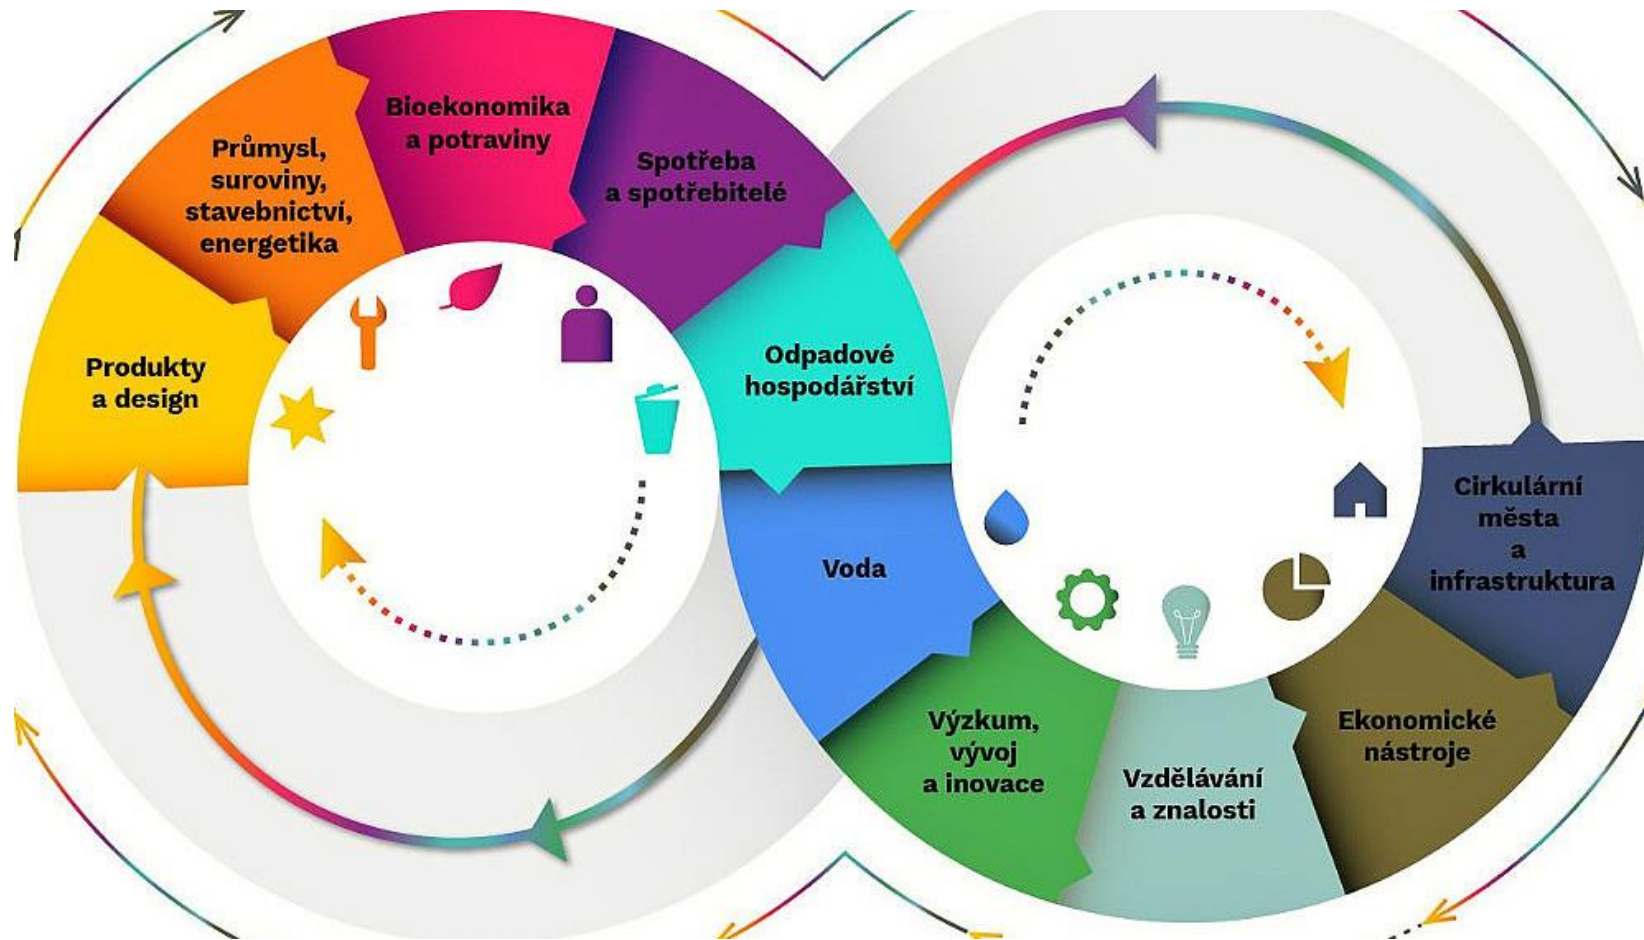 Bioekonomika
a potraviny
Průmysl,
suroviny,
stavebnictví,
energetika
Spotřeba
a spotřebitelé
Produkty
a design
Odpadové
hospodářství
Voda
Cirkulární
města
a
infrastruktura
Výzkum,
vývoj
a inovace
Vzdělávání
a znalosti
Ekonomické
nástroje